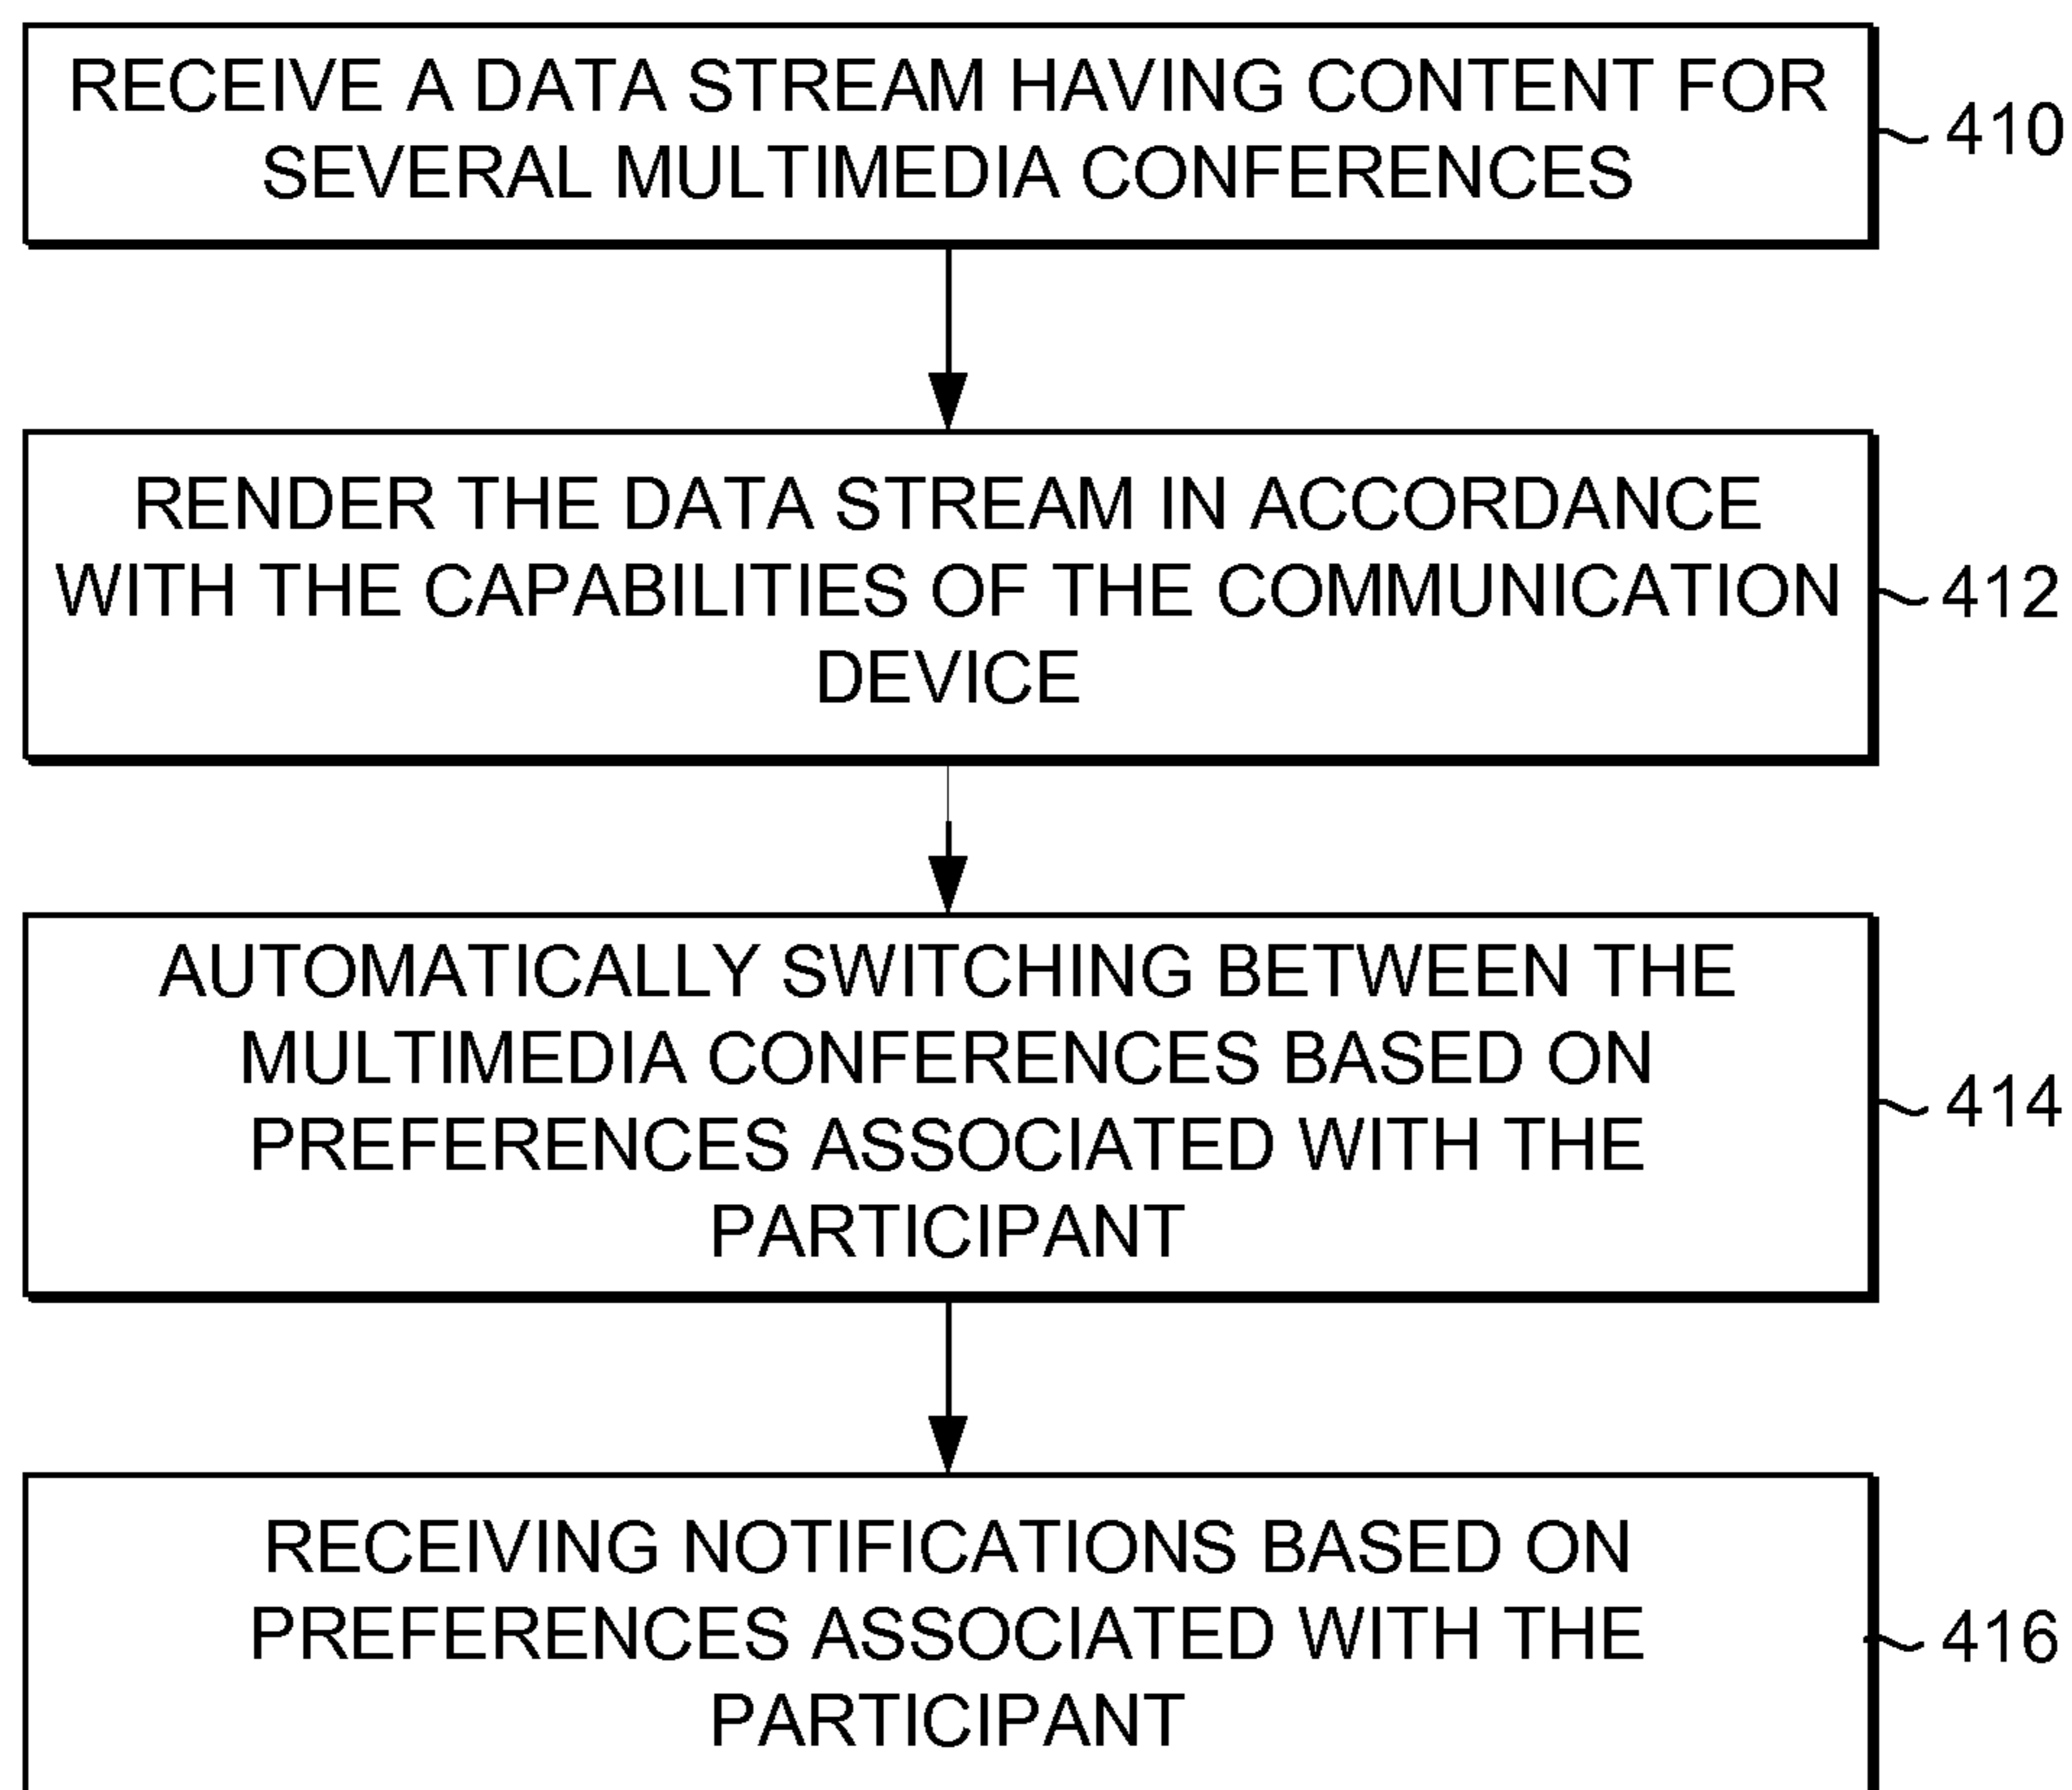 RECEIVE A DATA STREAM HAVING CONTENT FOR
SEVERAL MULTIMEDIA CONFERENCES
410
RENDER THE DATA STREAM IN ACCORDANCE
WITH THE CAPABILITIES OF THE COMMUNICATION
DEVICE
412
AUTOMATICALLY SWITCHING BETWEEN THE
MULTIMEDIA CONFERENCES BASED ON
PREFERENCES ASSOCIATED WITH THE
PARTICIPANT
414
RECEIVING NOTIFICATIONS BASED ON
PREFERENCES ASSOCIATED WITH THE
PARTICIPANT
416